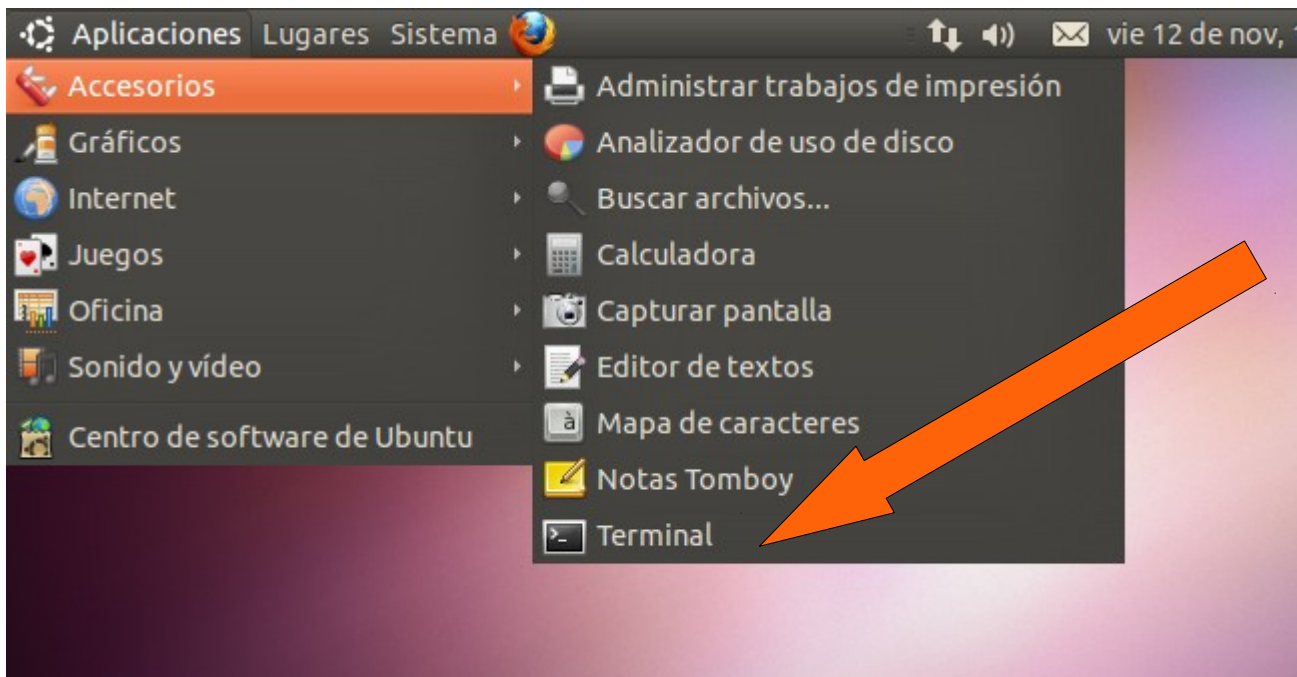 Aplicaciones Lugares Sistema vie 12 de nov,
Accesorios
Gráficos
Internet
Juegos
Oficina
Sonido y vídeo
Centro de software de Ubuntu
Administrar trabajos de impresión
Analizador de uso de disco
Buscar archivos...
Calculadora
Capturar pantalla
Editor de textos
Mapa de caracteres
Notas Tomboy
Terminal